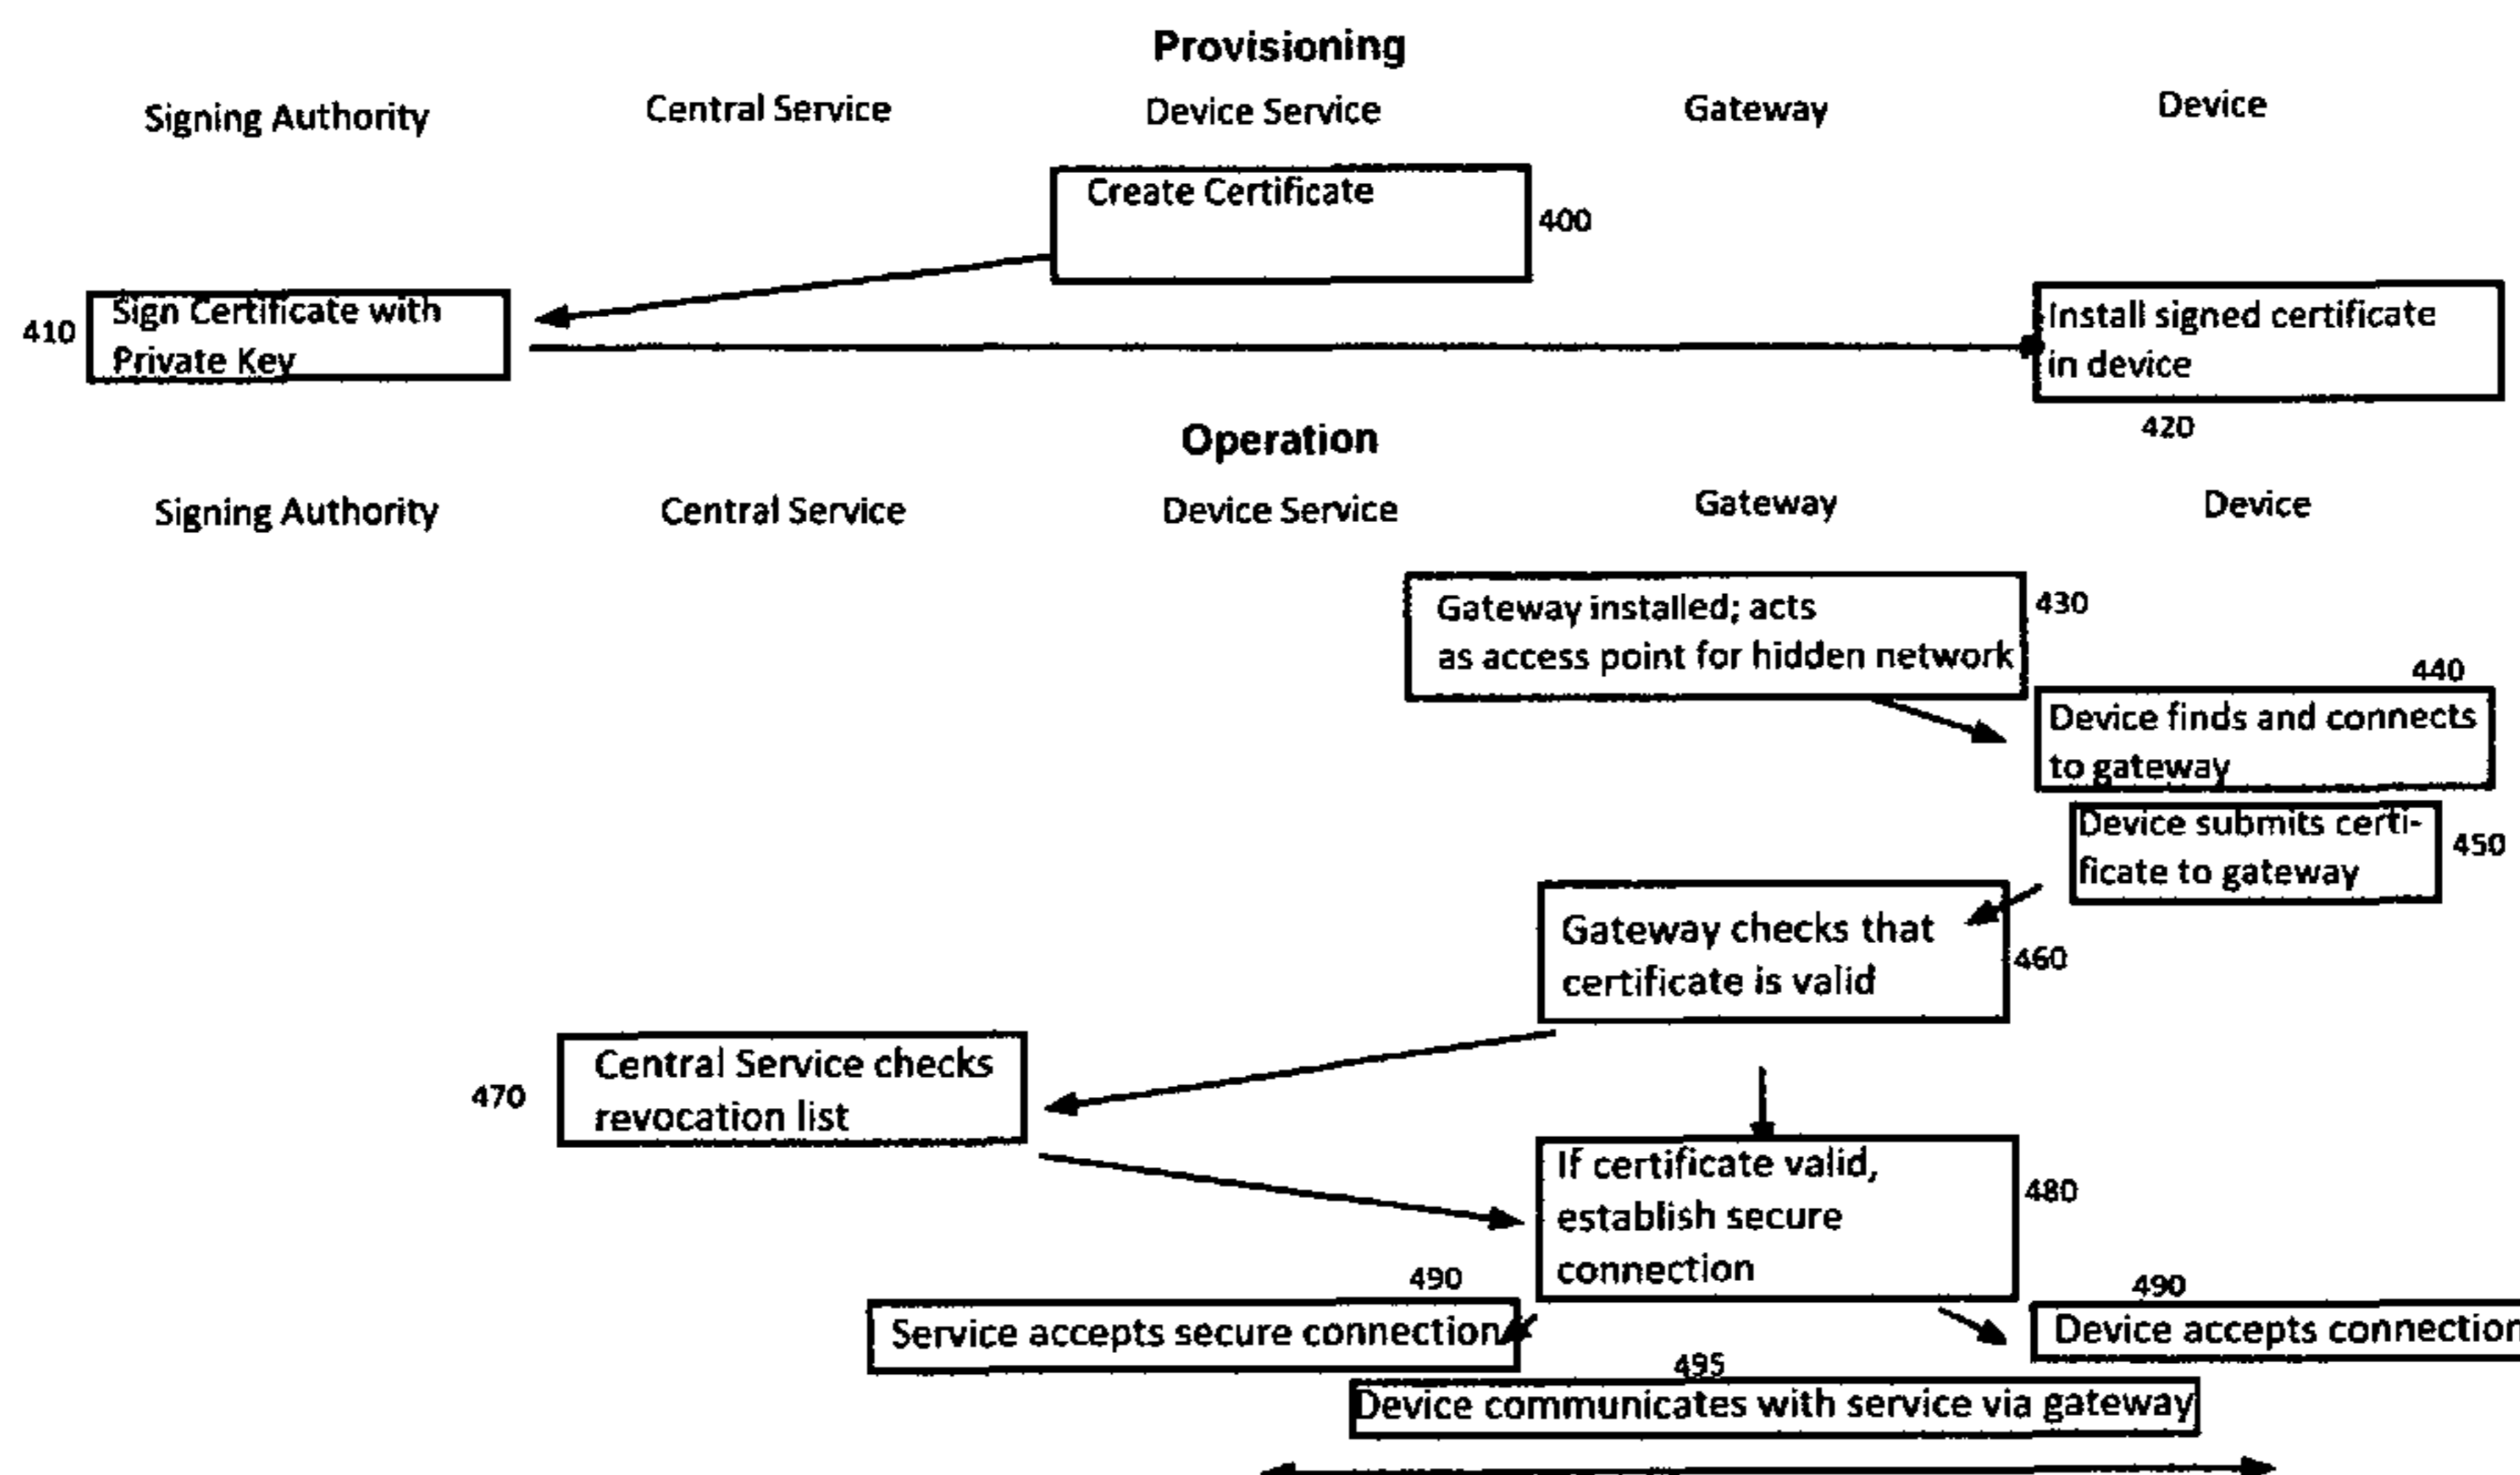 Provisioning
Signing Authority
Central Service
Device Service
Gateway
Device
Create Certificate
400
410
Sign Certificate with
Private Key
Install signed certificate
in device
420
Operation
Signing Authority
Central Service
Device Service
Gateway
Device
Gateway installed; acts
as access point for hidden network
430
440
Device finds and connects
to gateway
Device submits certi-
ficate to gateway
450
Gateway checks that
certificate is valid
460
470
Central Service checks
revocation list
If certificate valid,
establish secure
connection
480
490
Service accepts secure connection
490
Device accepts connection
495
Device communicates with service via gateway